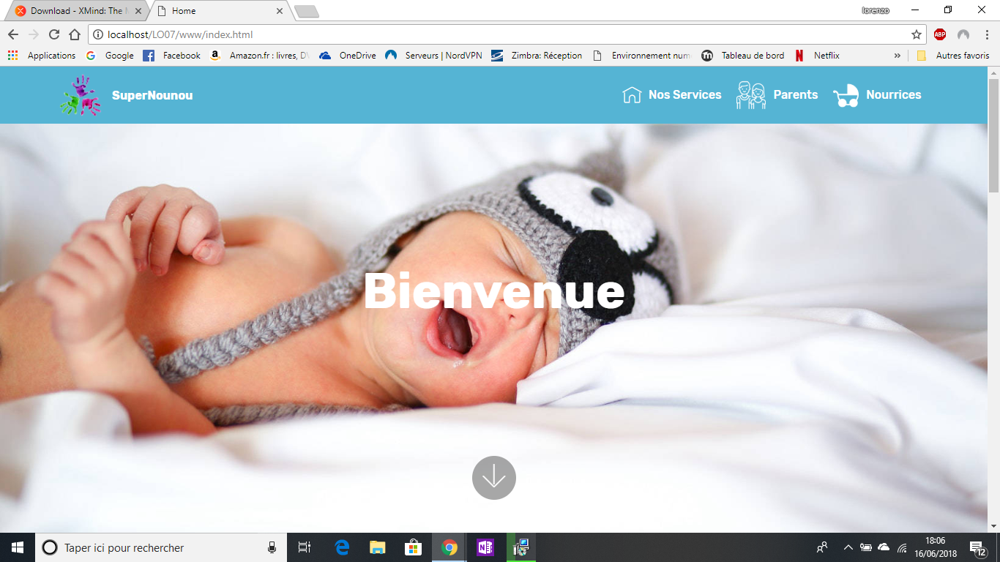 Download - XMind: The M
Home
lorenzo
localhost/LO07/www/index.html
ABP
Applications
Google
Facebook
Amazon.fr : livres, DV
OneDrive
Serveurs | NordVPN
Zimbra: Réception
Environnement num
Tableau de bord
Netflix
»
Autres favoris
SuperNounou
Nos Services
Parents
Nourrices
Bienvenue
Taper ici pour rechercher
18:06
16/06/2018
12